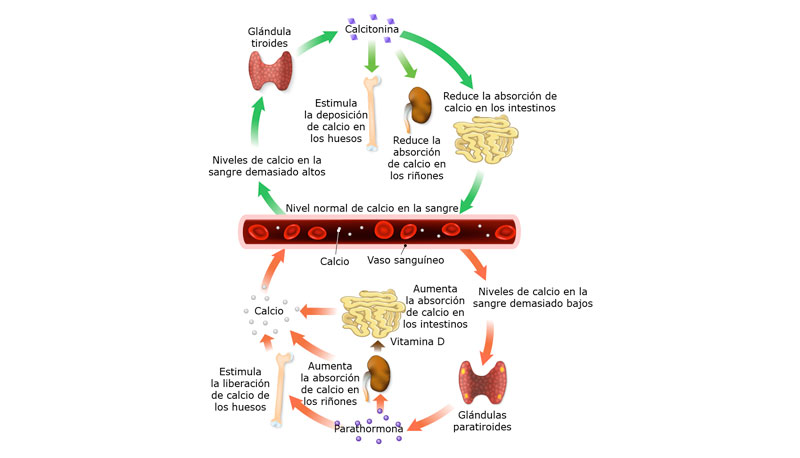 Calcitonina
Glándula
tiroides
Estimula
la deposición
de calcio en
los huesos
Reduce la
absorción
de calcio en
los riñones
Reduce la absorción de
calcio en los intestinos
Niveles de calcio en la
sangre demasiado altos
Nivel normal de calcio en la sangre
Calcio
Vaso sanguíneo
Niveles de calcio en la
sangre demasiado bajos
Calcio
Aumenta
la absorción
de calcio en
los intestinos
Vitamina D
Estimula
la liberación
de calcio de
los huesos
Aumenta
la absorción
de calcio en
los riñones
Parathormona
Glándulas
paratiroides